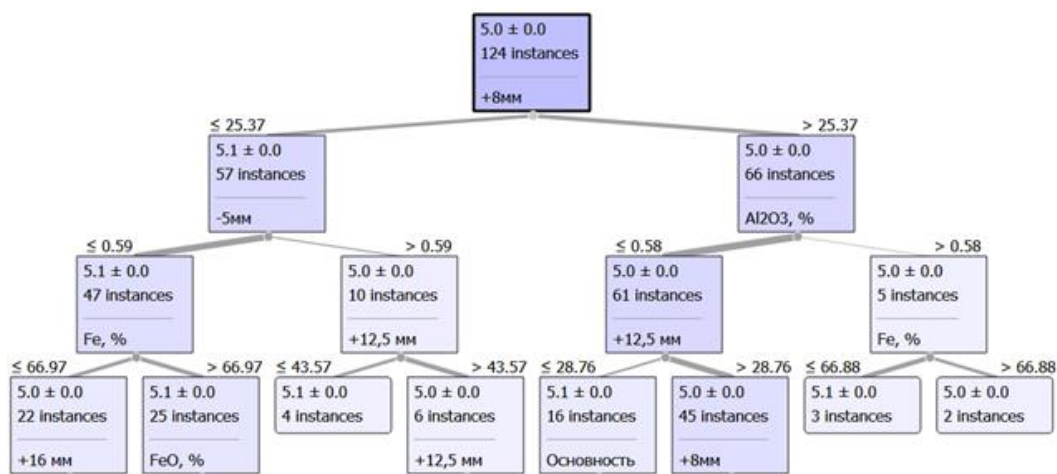 5.0 ± 0.0
124 instances
+8мм
≤ 25.37
> 25.37
5.1 ± 0.0
57 instances
-5мм
5.0 ± 0.0
66 instances
Al2O3, %
≤ 0.59
> 0.59
≤ 0.58
> 0.58
5.1 ± 0.0
47 instances
Fe, %
5.0 ± 0.0
10 instances
+12,5 мм
5.0 ± 0.0
61 instances
+12,5 мм
5.0 ± 0.0
5 instances
Fe, %
≤ 66.97
> 66.97
≤ 43.57
> 43.57
≤ 28.76
> 28.76
≤ 66.88
> 66.88
5.0 ± 0.0
22 instances
+16 мм
5.1 ± 0.0
25 instances
FeO, %
5.1 ± 0.0
4 instances
5.0 ± 0.0
6 instances
+12,5 мм
5.1 ± 0.0
16 instances
Основность
5.0 ± 0.0
45 instances
+8мм
5.1 ± 0.0
3 instances
5.0 ± 0.0
2 instances